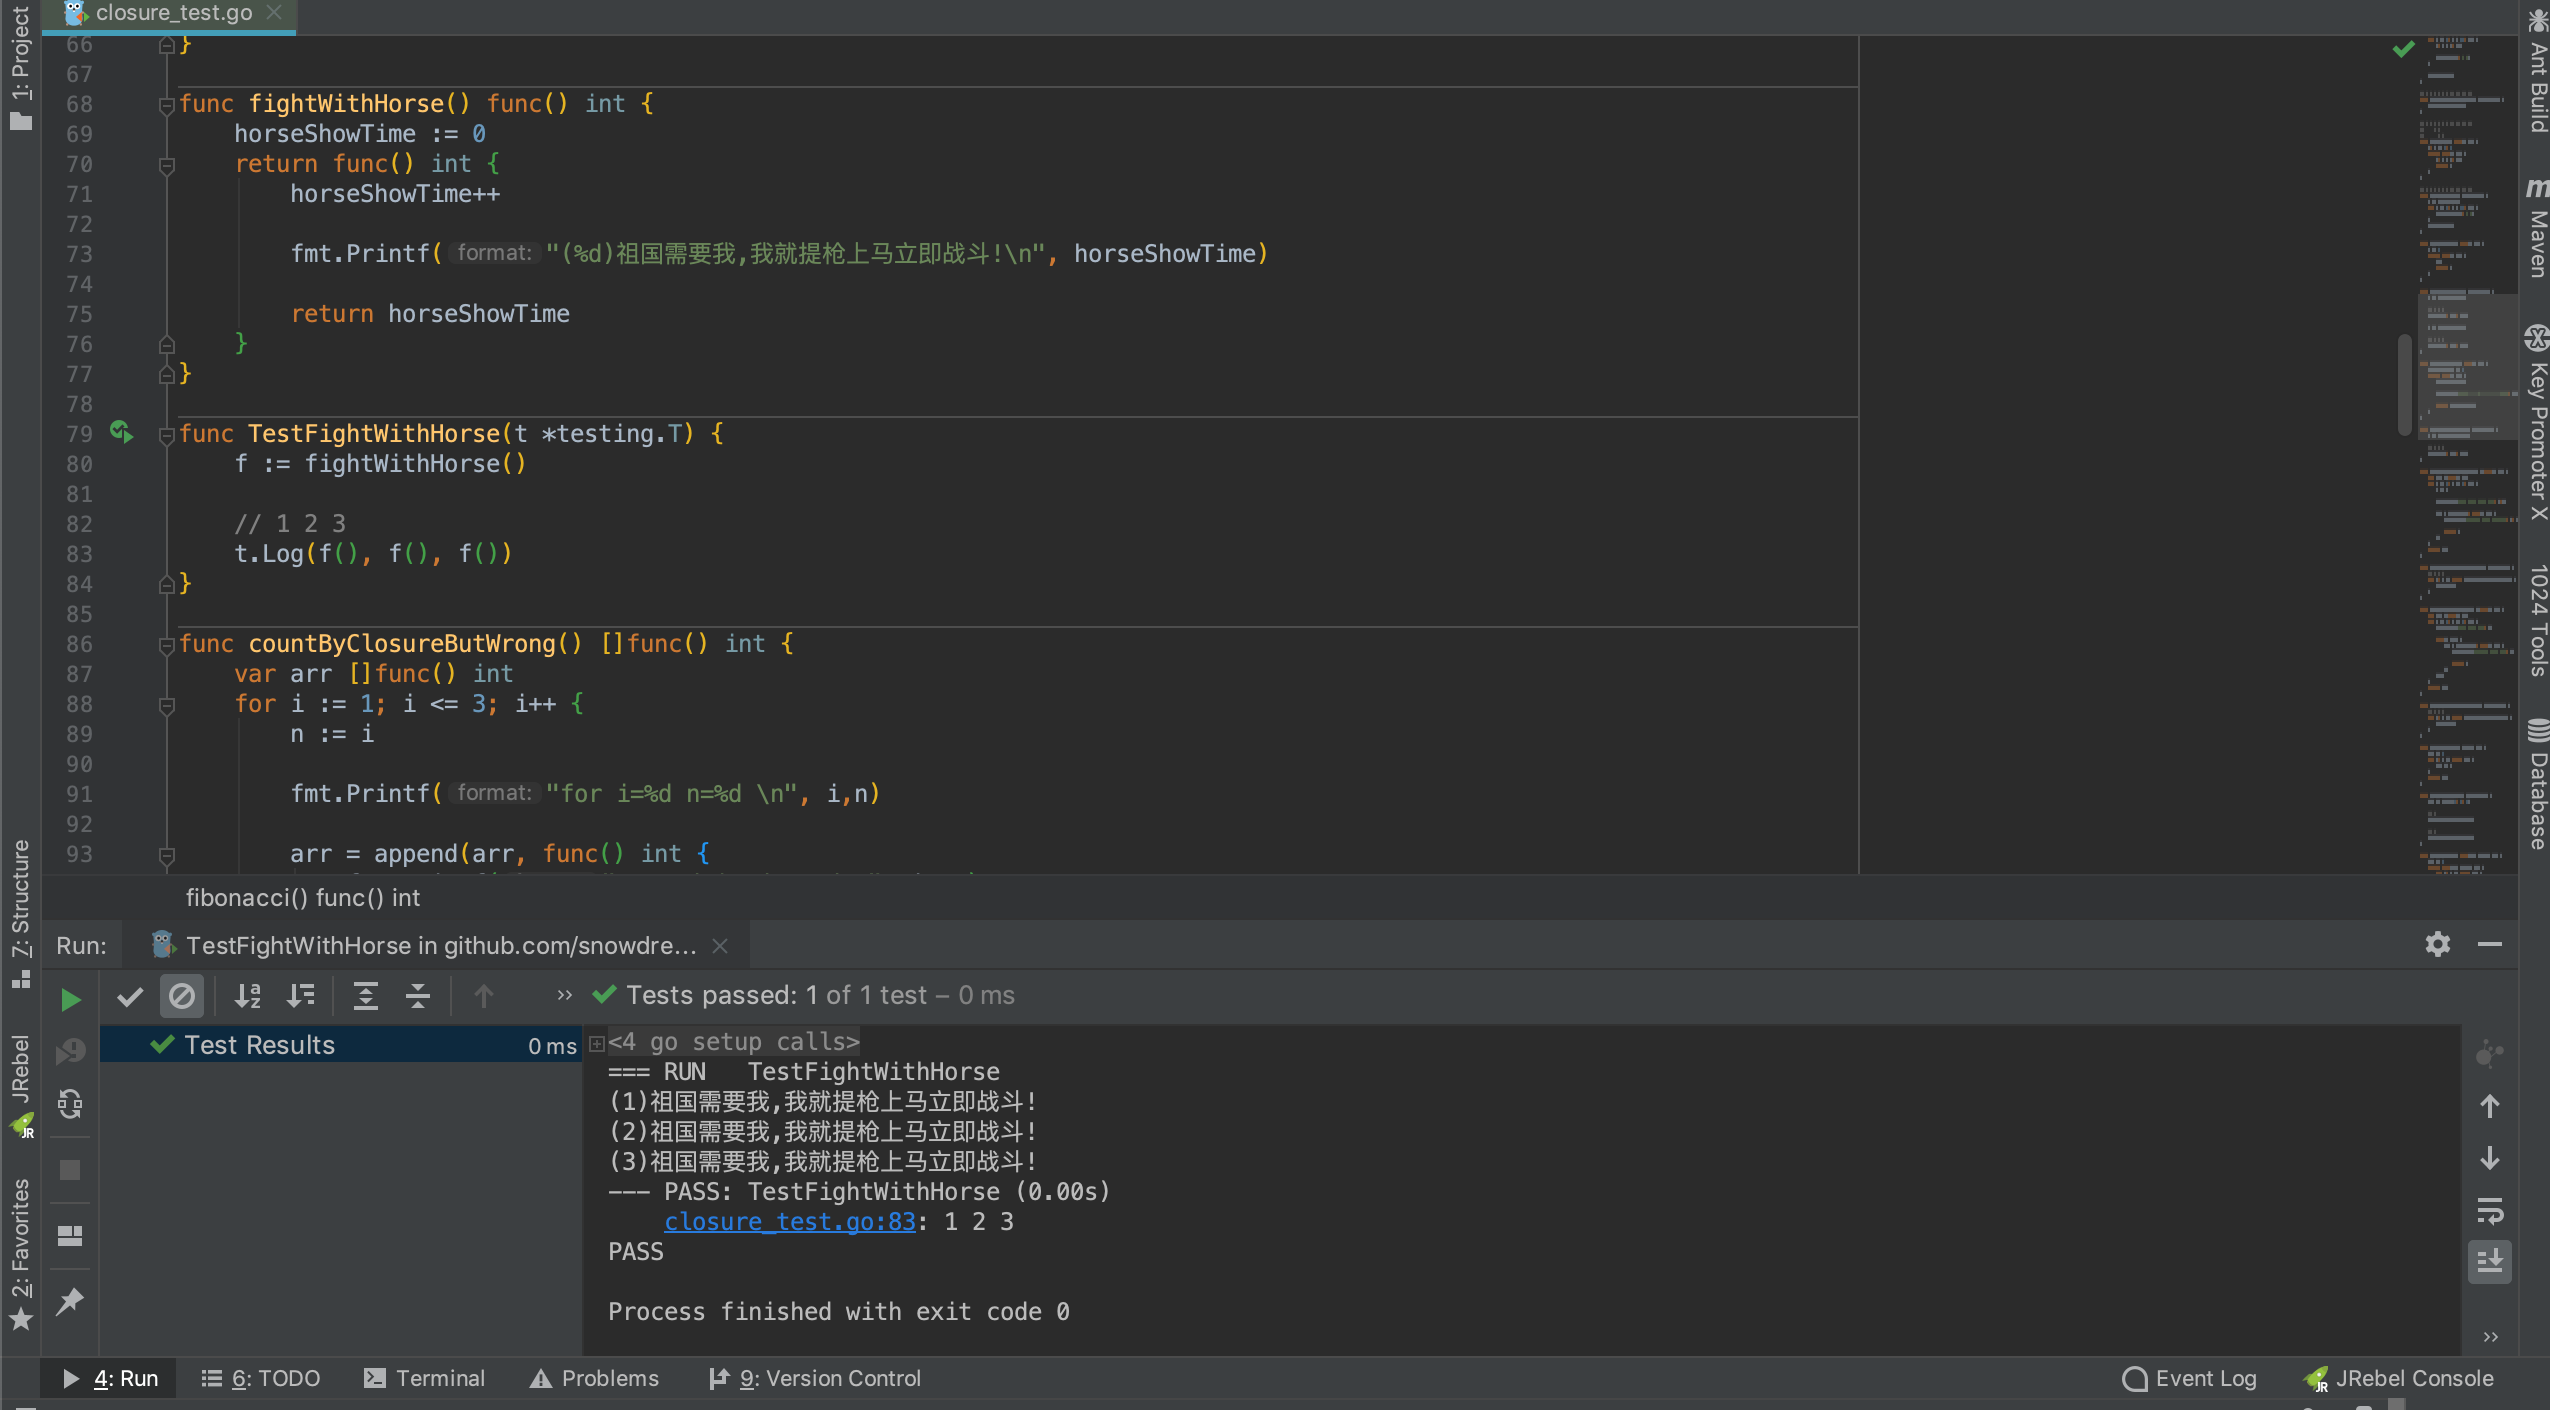 closure_test.go
1: Project
66 }
67
68 func fightWithHorse() func() int {
69 horseShowTime := 0
70 return func() int {
71 horseShowTime++
72
73 fmt.Printf( format: "(%d)祖国需要我,我就提枪上马立即战斗!\n", horseShowTime)
74
75 return horseShowTime
76 }
77 }
78
79 func TestFightWithHorse(t *testing.T) {
80 f := fightWithHorse()
81
82 // 1 2 3
83 t.Log(f(), f(), f())
84 }
85
86 func countByClosureButWrong() []func() int {
87 var arr []func() int
88 for i := 1; i <= 3; i++ {
89 n := i
90
91 fmt.Printf( format: "for i=%d n=%d \n", i,n)
92
93 arr = append(arr, func() int {
fibonacci() func() int
Ant Build
Maven
Key Promoter X
1024 Tools
Database
7: Structure
JRebel
2: Favorites
Run: TestFightWithHorse in github.com/snowdre...
Tests passed: 1 of 1 test – 0 ms
Test Results 0 ms
<4 go setup calls>
=== RUN TestFightWithHorse
(1)祖国需要我,我就提枪上马立即战斗!
(2)祖国需要我,我就提枪上马立即战斗!
(3)祖国需要我,我就提枪上马立即战斗!
--- PASS: TestFightWithHorse (0.00s)
closure_test.go:83: 1 2 3
PASS
Process finished with exit code 0
4: Run 6: TODO Terminal Problems 9: Version Control Event Log JRebel Console